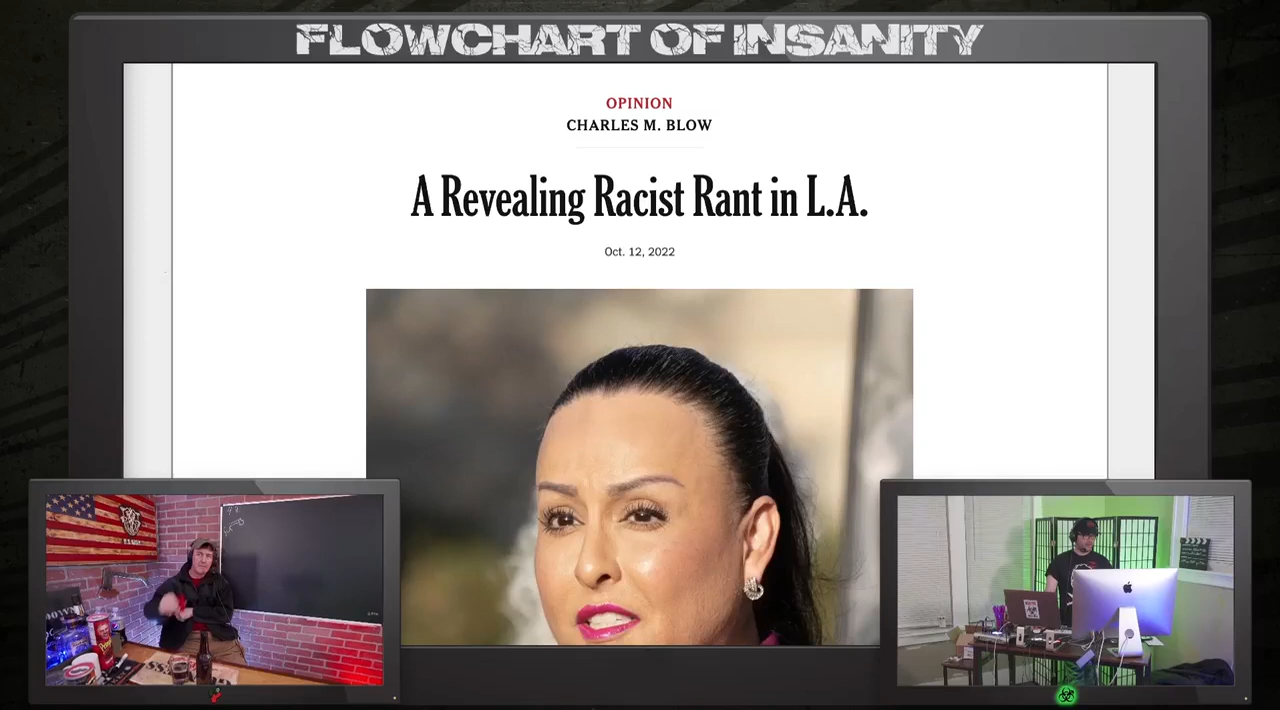 FLOWCHART OF INSANITY
OPINION
CHARLES M. BLOW
A Revealing Racist Rant in L.A.
Oct. 12, 2022